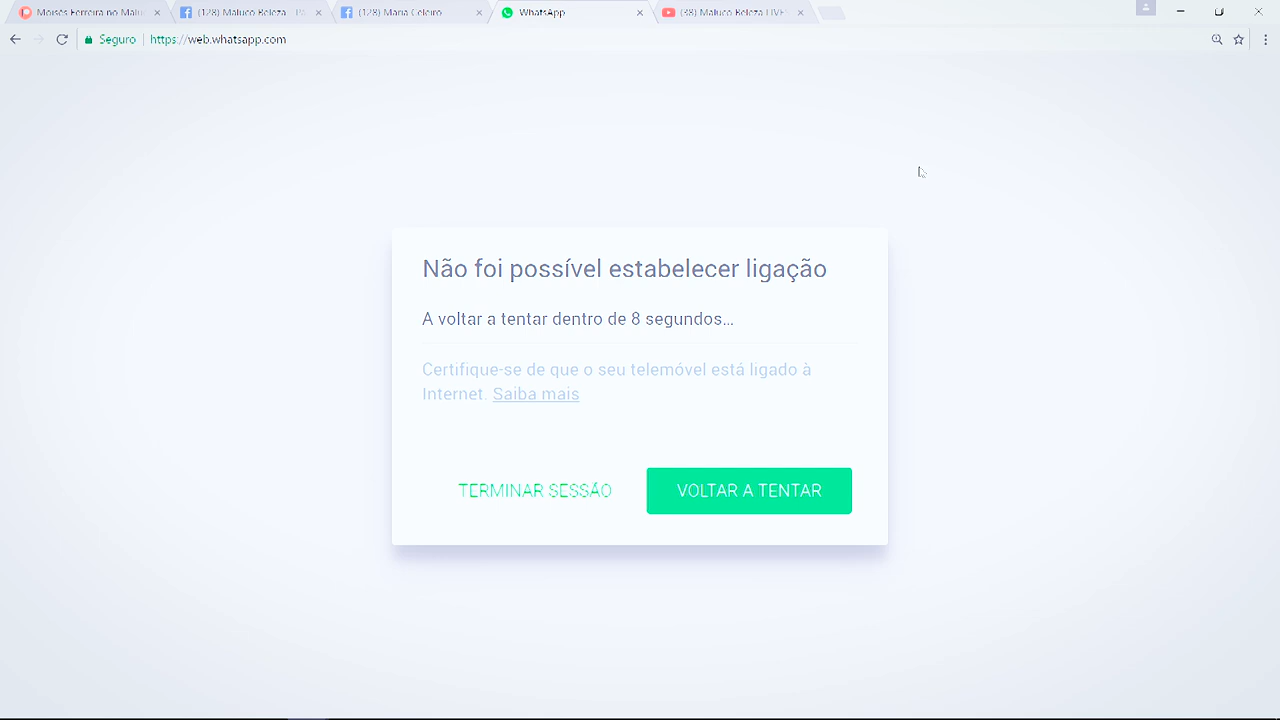 Moisés Ferreira no Malu
(128) Maluco Beleza - PÁ
(128) Maria Celeiro
WhatsApp
(38) Maluco Beleza LIVE
Seguro
https://web.whatsapp.com
Não foi possível estabelecer ligação
A voltar a tentar dentro de 8 segundos...
Certifique-se de que o seu telemóvel está ligado à
Internet. Saiba mais
TERMINAR SESSÃO
VOLTAR A TENTAR